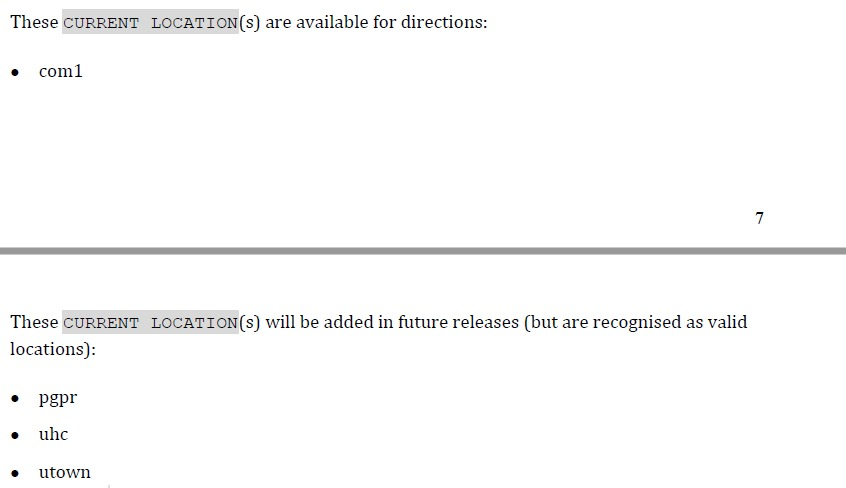 These CURRENT LOCATION(s) are available for directions:
● com1
7
These CURRENT LOCATION(s) will be added in future releases (but are recognised as valid
locations):
● pgpr
● uhc
● utown